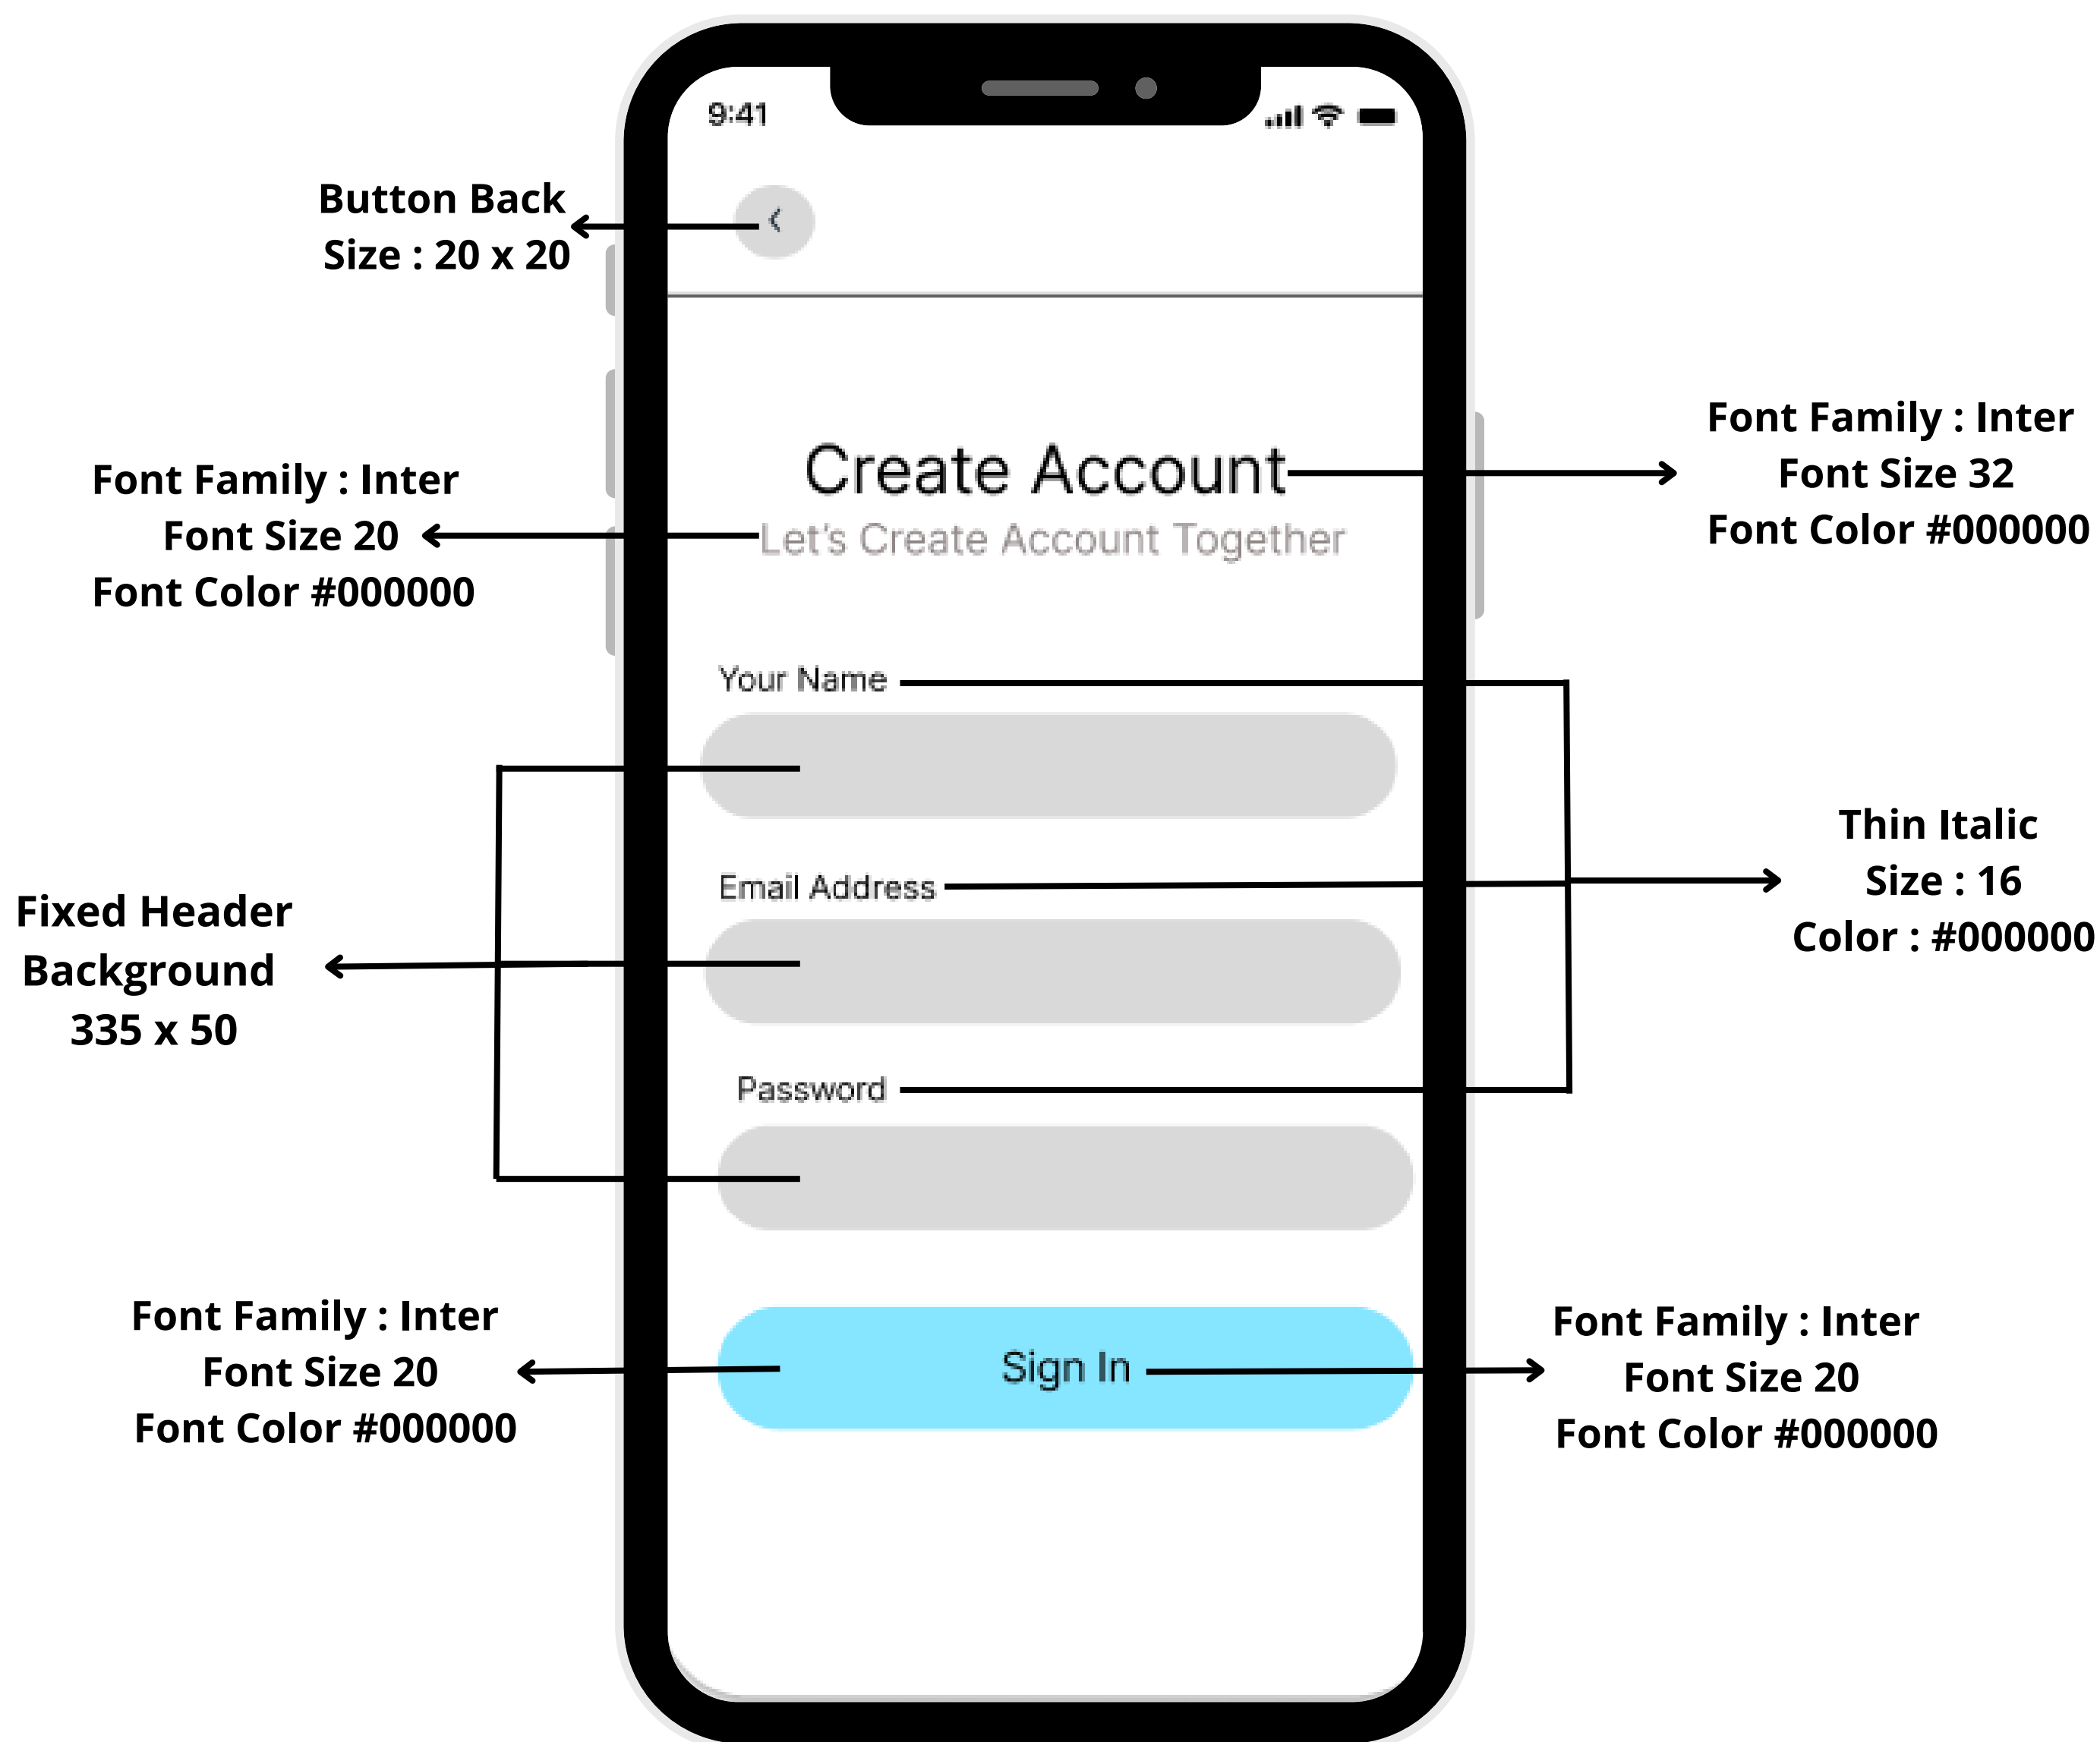 9:41
Button Back
Size : 20 x 20
Font Family : Inter
Font Size 32
Font Color #000000
Create Account
Let's Create Account Together
Font Family : Inter
Font Size 20
Font Color #000000
Your Name
Email Address
Thin Italic
Size : 16
Color : #000000
Fixed Header
Background
335 x 50
Password
Font Family : Inter
Font Size 20
Font Color #000000
Sign In
Font Family : Inter
Font Size 20
Font Color #000000